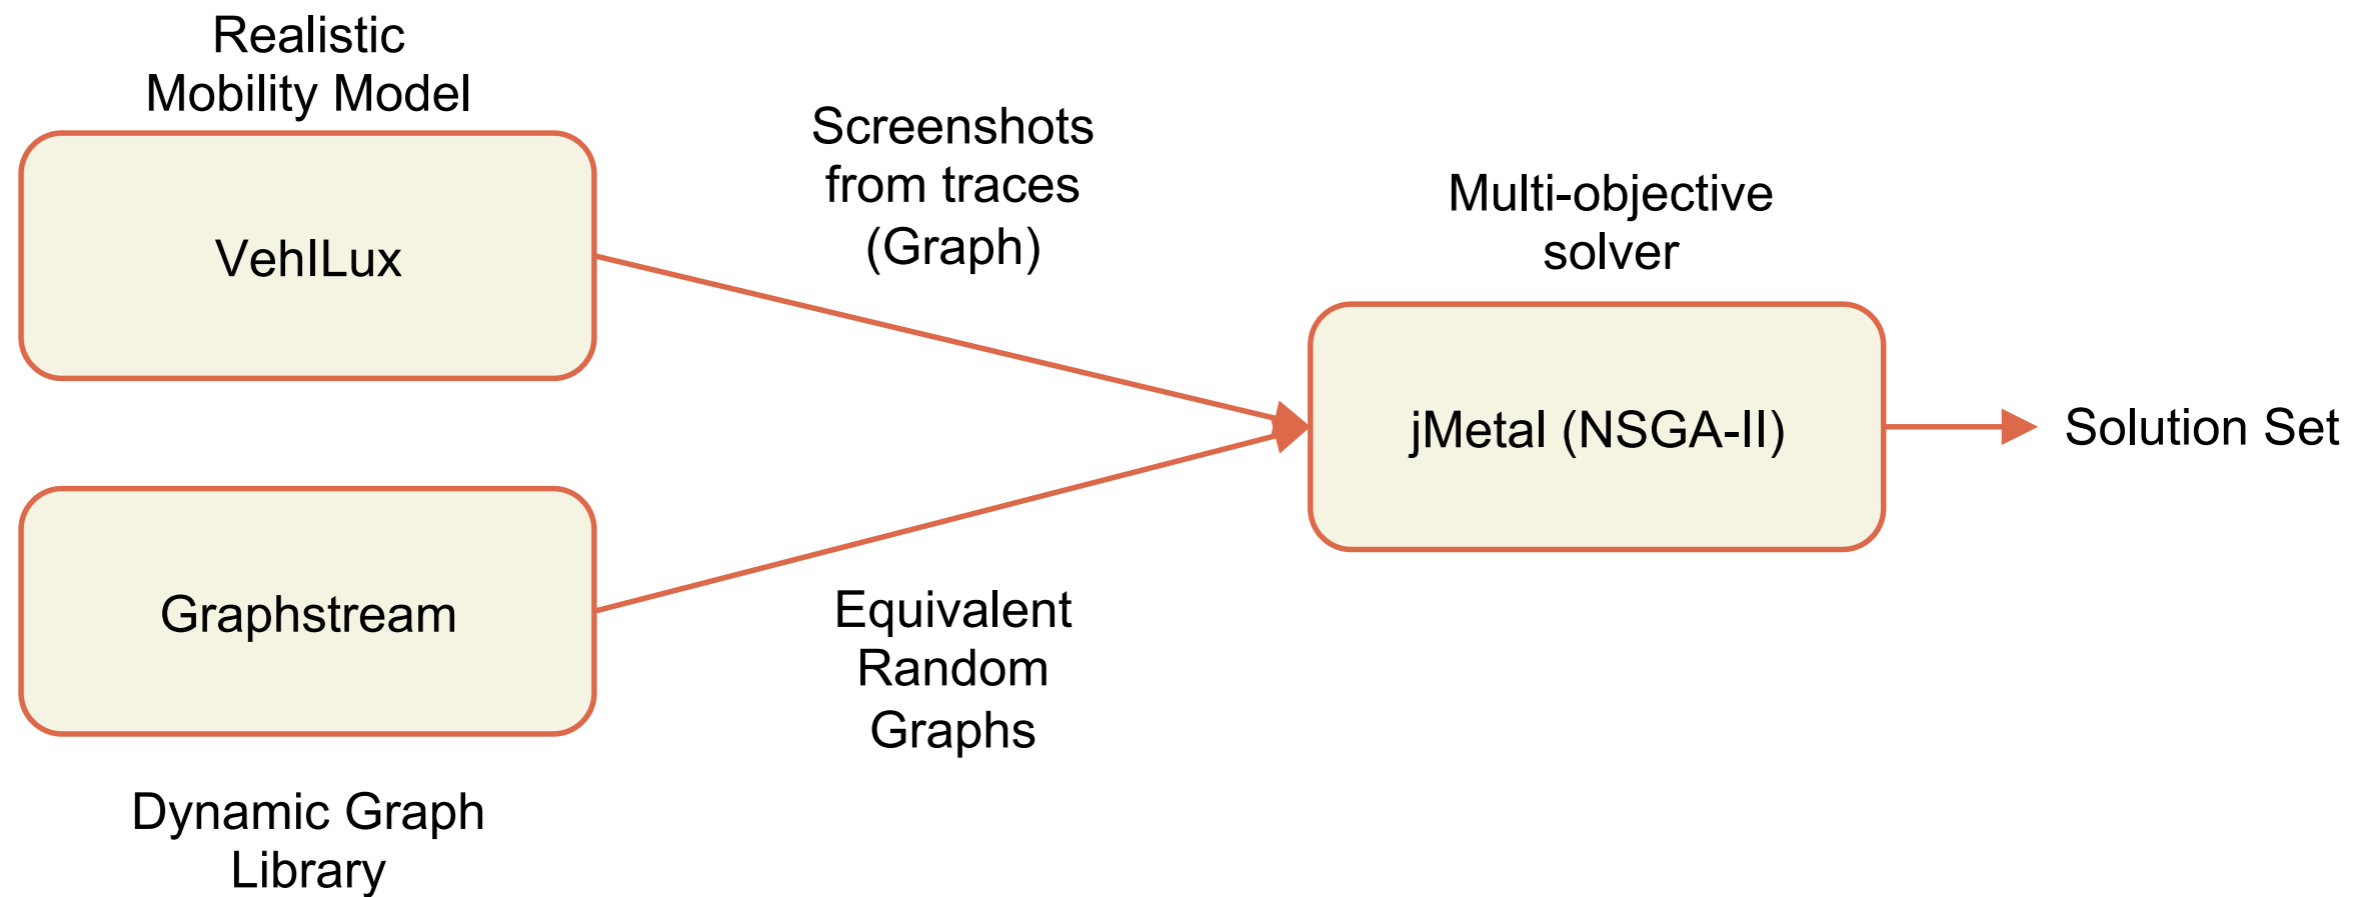 Realistic
Mobility Model
VehILux
Screenshots
from traces
(Graph)
Multi-objective
solver
jMetal (NSGA-II)
Solution Set
Graphstream
Equivalent
Random
Graphs
Dynamic Graph
Library